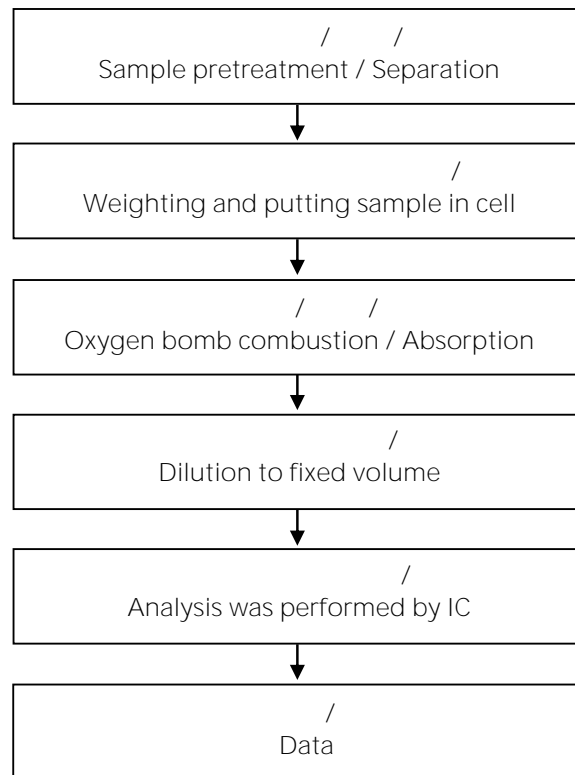 / /
Sample pretreatment / Separation
/
Weighting and putting sample in cell
/ /
Oxygen bomb combustion / Absorption
/
Dilution to fixed volume
/
Analysis was performed by IC
/
Data